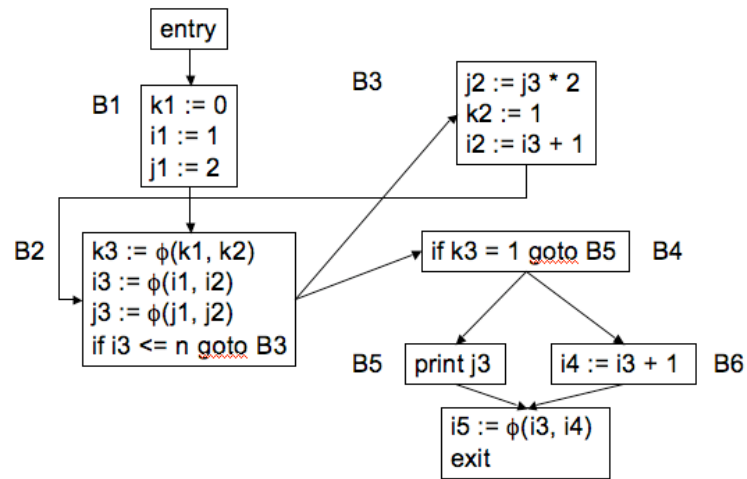 entry
B1
k1 := 0
i1 := 1
j1 := 2
B3
j2 := j3 * 2
k2 := 1
i2 := i3 + 1
B2
k3 := ϕ(k1, k2)
i3 := ϕ(i1, i2)
j3 := ϕ(j1, j2)
if i3 <= n goto B3
if k3 = 1 goto B5
B4
B5
print j3
i4 := i3 + 1
B6
i5 := ϕ(i3, i4)
exit